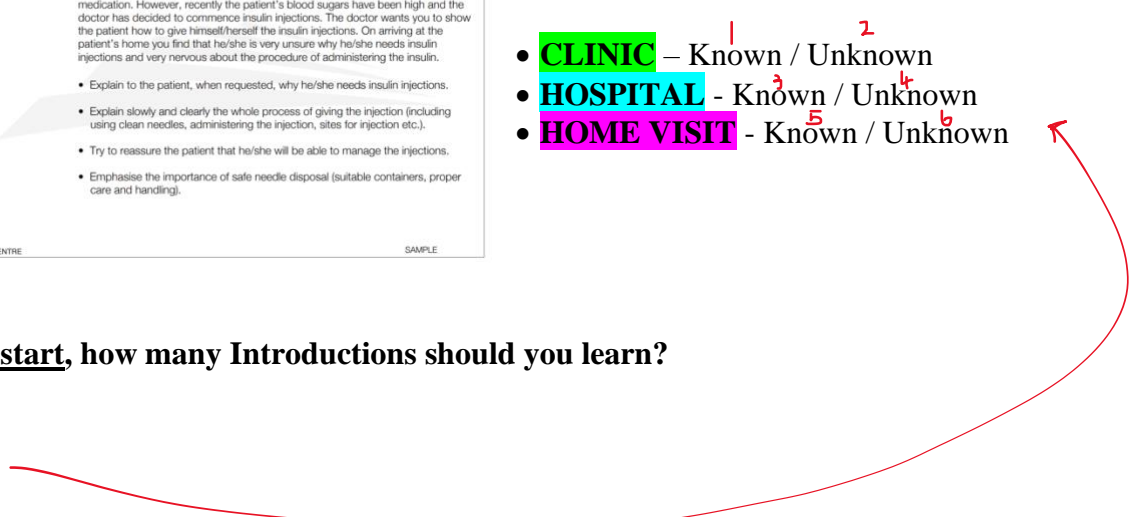 medication. However, recently the patient's blood sugars have been high and the
doctor has decided to commence insulin injections. The doctor wants you to show
the patient how to give himself/herself the insulin injections. On arriving at the
patient's home you find that he/she is very unsure why he/she needs insulin
injections and very nervous about the procedure of administering the insulin.
• Explain to the patient, when requested, why he/she needs insulin injections.
• Explain slowly and clearly the whole process of giving the injection (including
using clean needles, administering the injection, sites for injection etc.).
• Try to reassure the patient that he/she will be able to manage the injections.
• Emphasise the importance of safe needle disposal (suitable containers, proper
care and handling).
ENTRE SAMPLE
1 2
• CLINIC – Known / Unknown
3 4
• HOSPITAL - Known / Unknown
5 6
• HOME VISIT - Known / Unknown
start, how many Introductions should you learn?